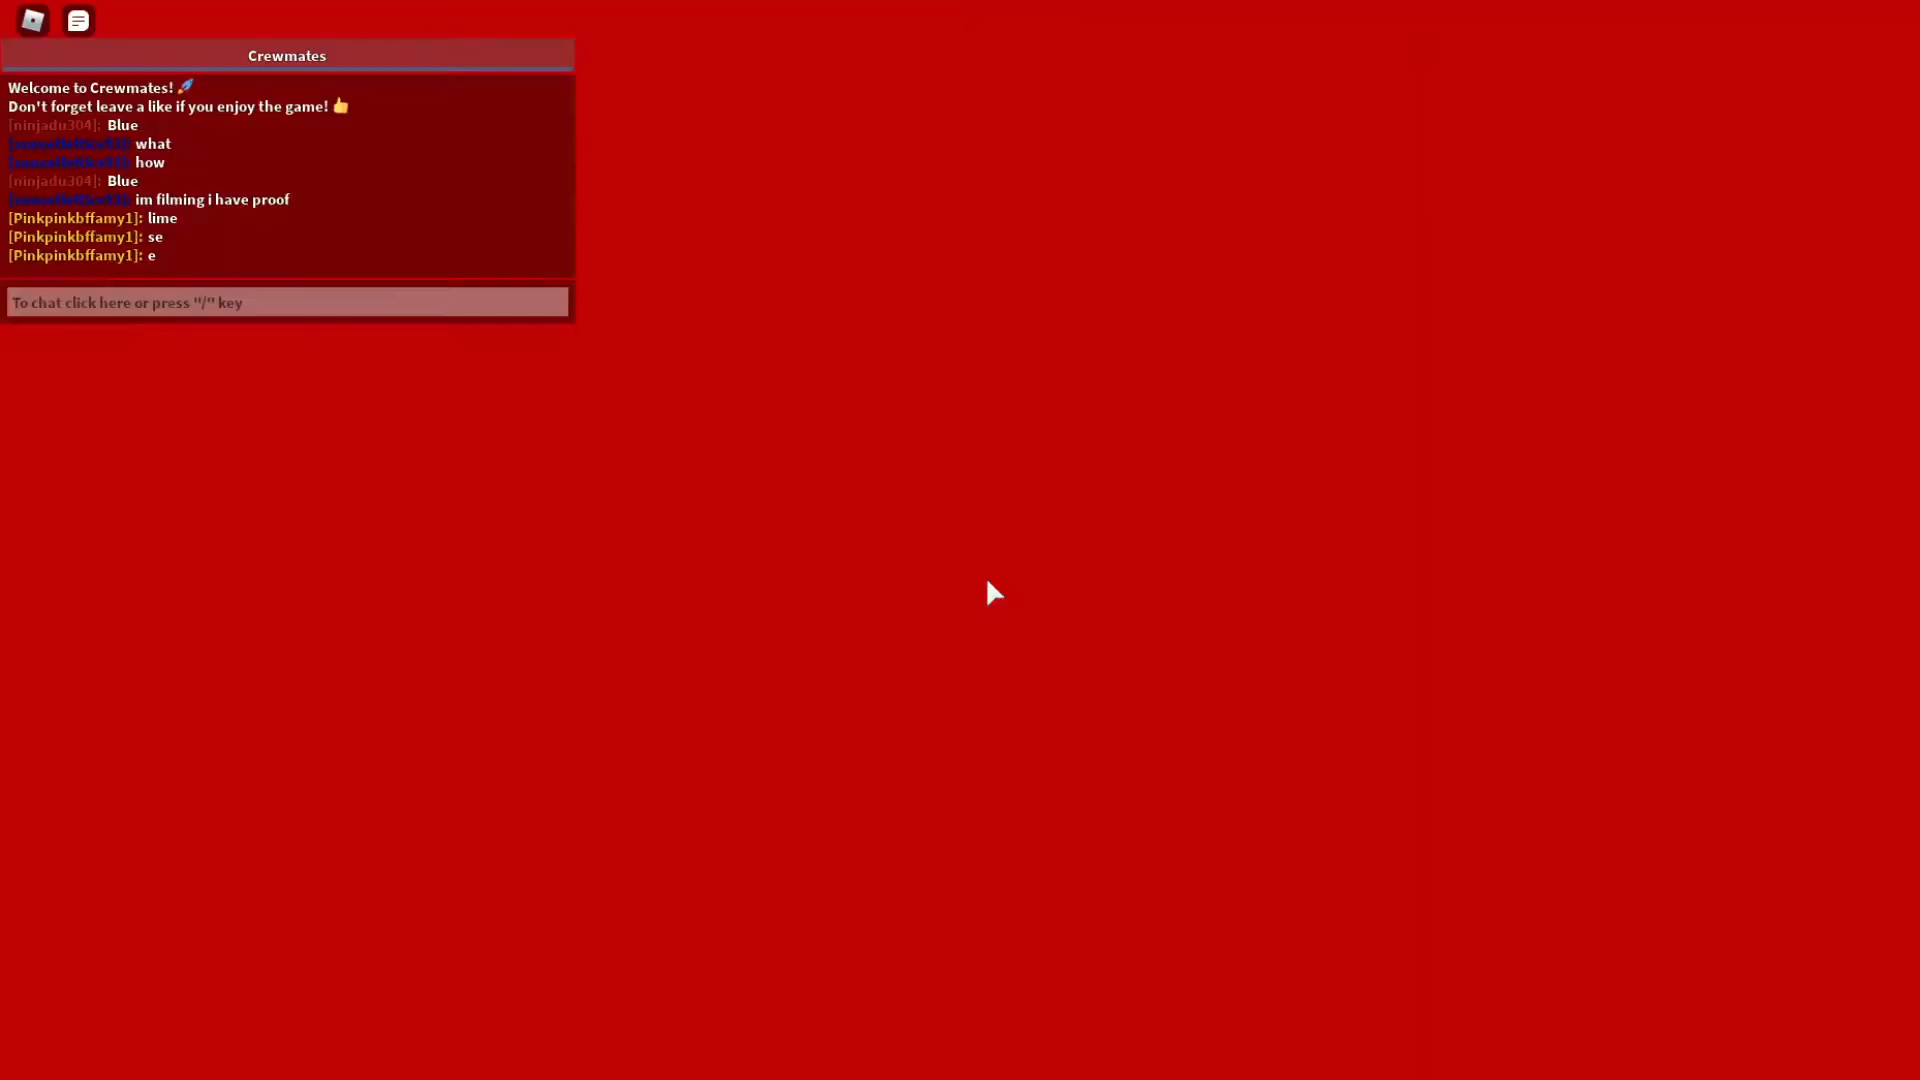 Crewmates
Welcome to Crewmates! 🚀
Don't forget leave a like if you enjoy the game! 👍
[ninjadu304]: Blue
what
how
[ninjadu304]: Blue
im filming i have proof
[Pinkpinkbffamy1]: lime
[Pinkpinkbffamy1]: se
[Pinkpinkbffamy1]: e
To chat click here or press "/" key